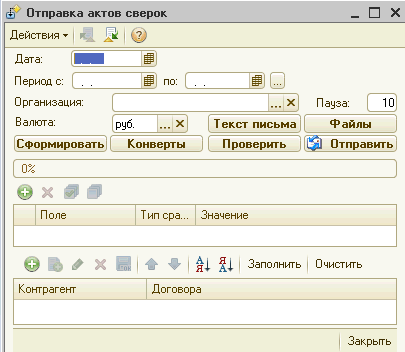 Отправка актов сверок
Действия
Дата: . .
Период с: . . по: . . ...
Организация: ... Пауза: 10
Валюта: руб. ... Текст письма Файлы
Сформировать Конверты Проверить Отправить
0%
Поле Тип сра... Значение
Заполнить Очистить
Контрагент Договора
Закрыть